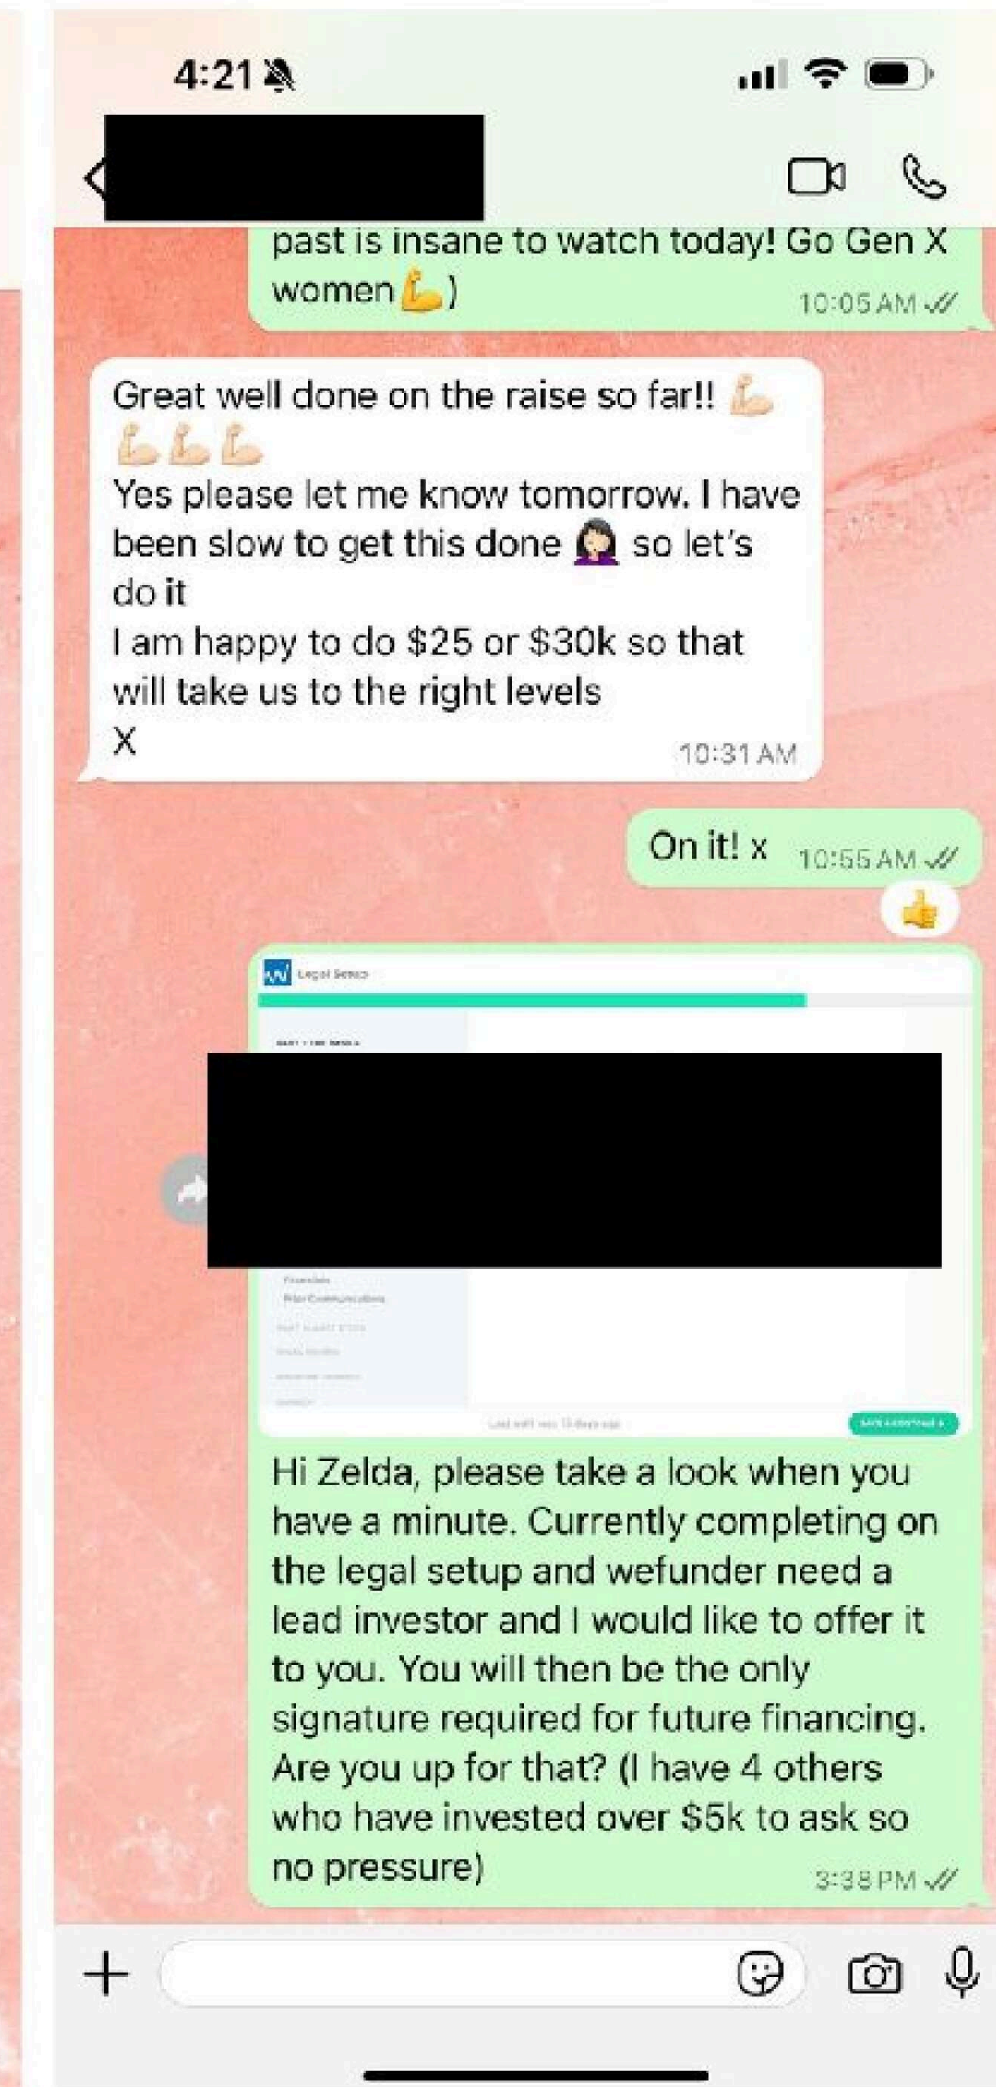 4:21
past is insane to watch today! Go Gen X
women💪)
10:05 AM
Great well done on the raise so far!! 💪🏻
💪🏻💪🏻💪🏻
Yes please let me know tomorrow. I have
been slow to get this done 🤦🏻‍♀️ so let's
do it
I am happy to do $25 or $30k so that
will take us to the right levels
X
10:31 AM
On it! x 10:55 AM
👍
Legal Setup
Financials
Prior Communications
Hi Zelda, please take a look when you
have a minute. Currently completing on
the legal setup and wefunder need a
lead investor and I would like to offer it
to you. You will then be the only
signature required for future financing.
Are you up for that? (I have 4 others
who have invested over $5k to ask so
no pressure)
3:38 PM